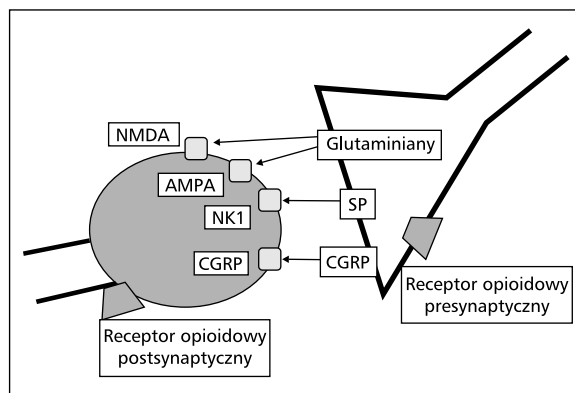 NMDA
Glutaminiany
AMPA
NK1
SP
CGRP
CGRP
Receptor opioidowy
presynaptyczny
Receptor opioidowy
postsynaptyczny